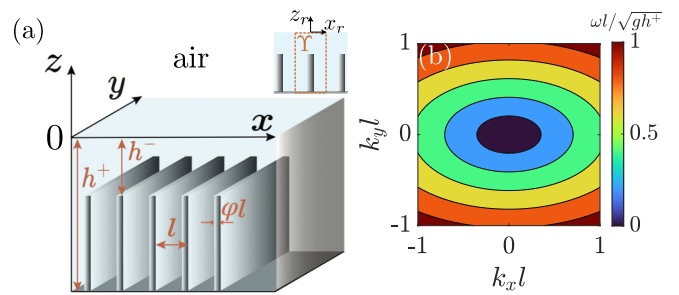 (a)
air
z
y
x
0
h⁺
h⁻
l
φl
z_r
x_r
ϒ
(b)
ωl/√gh⁺
1
0.5
0
k_y l
1
0
-1
-1
0
1
k_x l